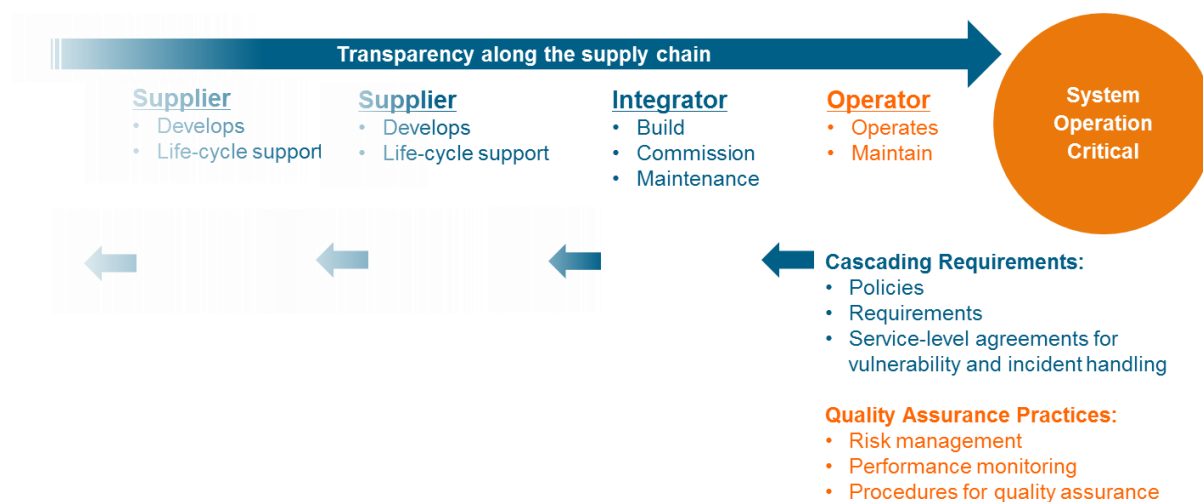 Transparency along the supply chain
Supplier
• Develops
• Life-cycle support
Supplier
• Develops
• Life-cycle support
Integrator
• Build
• Commission
• Maintenance
Operator
• Operates
• Maintain
System
Operation
Critical
Cascading Requirements:
• Policies
• Requirements
• Service-level agreements for
vulnerability and incident handling
Quality Assurance Practices:
• Risk management
• Performance monitoring
• Procedures for quality assurance